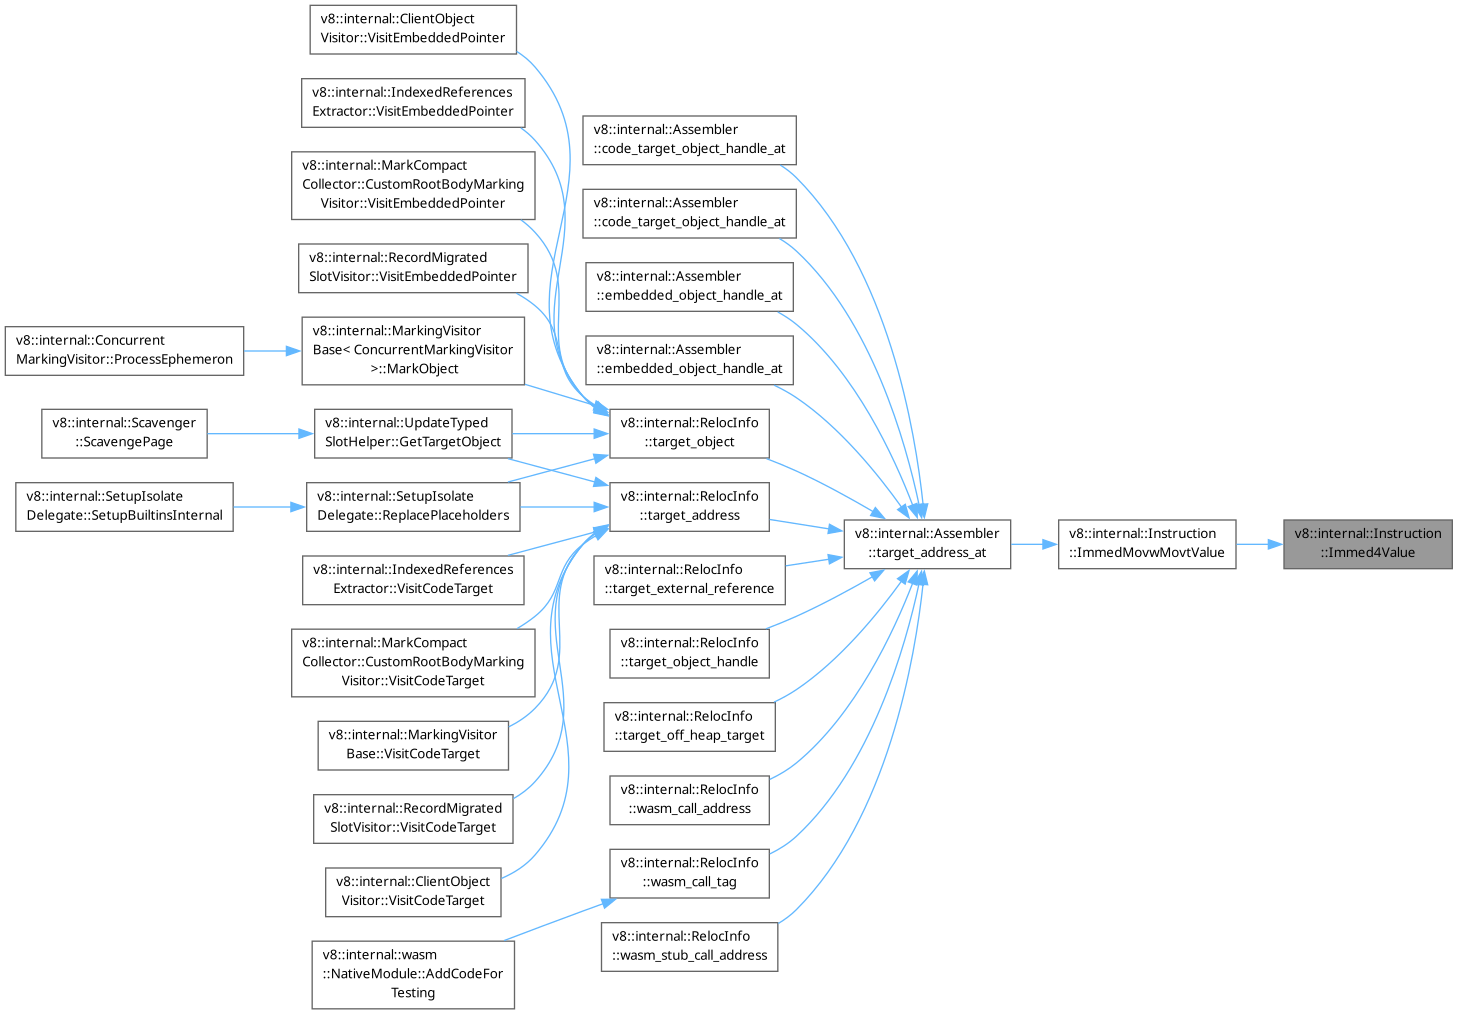 v8::internal::ClientObject
Visitor::VisitEmbeddedPointer
v8::internal::IndexedReferences
Extractor::VisitEmbeddedPointer
v8::internal::MarkCompact
Collector::CustomRootBodyMarking
Visitor::VisitEmbeddedPointer
v8::internal::RecordMigrated
SlotVisitor::VisitEmbeddedPointer
v8::internal::Concurrent
MarkingVisitor::ProcessEphemeron
v8::internal::MarkingVisitor
Base< ConcurrentMarkingVisitor
>::MarkObject
v8::internal::Scavenger
::ScavengePage
v8::internal::UpdateTyped
SlotHelper::GetTargetObject
v8::internal::SetupIsolate
Delegate::SetupBuiltinsInternal
v8::internal::SetupIsolate
Delegate::ReplacePlaceholders
v8::internal::IndexedReferences
Extractor::VisitCodeTarget
v8::internal::MarkCompact
Collector::CustomRootBodyMarking
Visitor::VisitCodeTarget
v8::internal::MarkingVisitor
Base::VisitCodeTarget
v8::internal::RecordMigrated
SlotVisitor::VisitCodeTarget
v8::internal::ClientObject
Visitor::VisitCodeTarget
v8::internal::wasm
::NativeModule::AddCodeFor
Testing
v8::internal::Assembler
::code_target_object_handle_at
v8::internal::Assembler
::code_target_object_handle_at
v8::internal::Assembler
::embedded_object_handle_at
v8::internal::Assembler
::embedded_object_handle_at
v8::internal::RelocInfo
::target_object
v8::internal::RelocInfo
::target_address
v8::internal::RelocInfo
::target_external_reference
v8::internal::RelocInfo
::target_object_handle
v8::internal::RelocInfo
::target_off_heap_target
v8::internal::RelocInfo
::wasm_call_address
v8::internal::RelocInfo
::wasm_call_tag
v8::internal::RelocInfo
::wasm_stub_call_address
v8::internal::Assembler
::target_address_at
v8::internal::Instruction
::ImmedMovwMovtValue
v8::internal::Instruction
::Immed4Value